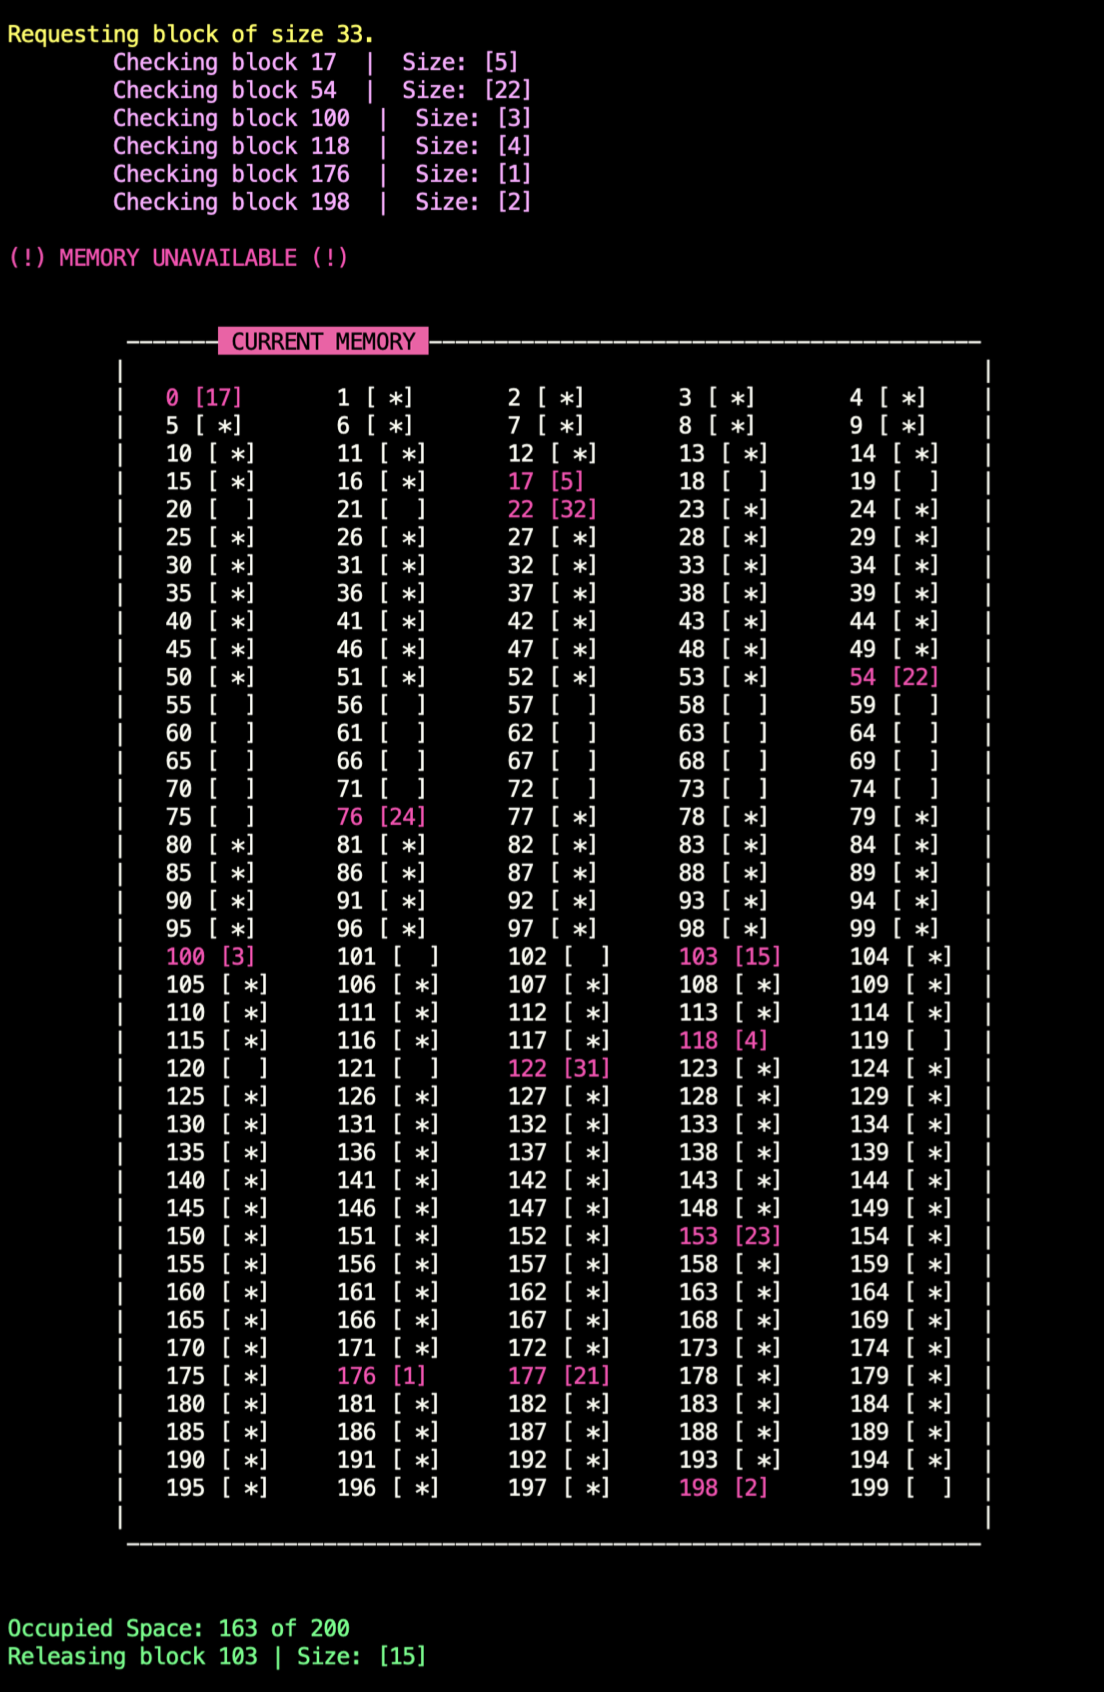 Requesting block of size 33.
Checking block 17 | Size: [5]
Checking block 54 | Size: [22]
Checking block 100 | Size: [3]
Checking block 118 | Size: [4]
Checking block 176 | Size: [1]
Checking block 198 | Size: [2]
(!) MEMORY UNAVAILABLE (!)
CURRENT MEMORY
0 [17] 1 [ *] 2 [ *] 3 [ *] 4 [ *]
5 [ *] 6 [ *] 7 [ *] 8 [ *] 9 [ *]
10 [ *] 11 [ *] 12 [ *] 13 [ *] 14 [ *]
15 [ *] 16 [ *] 17 [5] 18 [ ] 19 [ ]
20 [ ] 21 [ ] 22 [32] 23 [ *] 24 [ *]
25 [ *] 26 [ *] 27 [ *] 28 [ *] 29 [ *]
30 [ *] 31 [ *] 32 [ *] 33 [ *] 34 [ *]
35 [ *] 36 [ *] 37 [ *] 38 [ *] 39 [ *]
40 [ *] 41 [ *] 42 [ *] 43 [ *] 44 [ *]
45 [ *] 46 [ *] 47 [ *] 48 [ *] 49 [ *]
50 [ *] 51 [ *] 52 [ *] 53 [ *] 54 [22]
55 [ ] 56 [ ] 57 [ ] 58 [ ] 59 [ ]
60 [ ] 61 [ ] 62 [ ] 63 [ ] 64 [ ]
65 [ ] 66 [ ] 67 [ ] 68 [ ] 69 [ ]
70 [ ] 71 [ ] 72 [ ] 73 [ ] 74 [ ]
75 [ ] 76 [24] 77 [ *] 78 [ *] 79 [ *]
80 [ *] 81 [ *] 82 [ *] 83 [ *] 84 [ *]
85 [ *] 86 [ *] 87 [ *] 88 [ *] 89 [ *]
90 [ *] 91 [ *] 92 [ *] 93 [ *] 94 [ *]
95 [ *] 96 [ *] 97 [ *] 98 [ *] 99 [ *]
100 [3] 101 [ ] 102 [ ] 103 [15] 104 [ *]
105 [ *] 106 [ *] 107 [ *] 108 [ *] 109 [ *]
110 [ *] 111 [ *] 112 [ *] 113 [ *] 114 [ *]
115 [ *] 116 [ *] 117 [ *] 118 [4] 119 [ ]
120 [ ] 121 [ ] 122 [31] 123 [ *] 124 [ *]
125 [ *] 126 [ *] 127 [ *] 128 [ *] 129 [ *]
130 [ *] 131 [ *] 132 [ *] 133 [ *] 134 [ *]
135 [ *] 136 [ *] 137 [ *] 138 [ *] 139 [ *]
140 [ *] 141 [ *] 142 [ *] 143 [ *] 144 [ *]
145 [ *] 146 [ *] 147 [ *] 148 [ *] 149 [ *]
150 [ *] 151 [ *] 152 [ *] 153 [23] 154 [ *]
155 [ *] 156 [ *] 157 [ *] 158 [ *] 159 [ *]
160 [ *] 161 [ *] 162 [ *] 163 [ *] 164 [ *]
165 [ *] 166 [ *] 167 [ *] 168 [ *] 169 [ *]
170 [ *] 171 [ *] 172 [ *] 173 [ *] 174 [ *]
175 [ *] 176 [1] 177 [21] 178 [ *] 179 [ *]
180 [ *] 181 [ *] 182 [ *] 183 [ *] 184 [ *]
185 [ *] 186 [ *] 187 [ *] 188 [ *] 189 [ *]
190 [ *] 191 [ *] 192 [ *] 193 [ *] 194 [ *]
195 [ *] 196 [ *] 197 [ *] 198 [2] 199 [ ]
Occupied Space: 163 of 200
Releasing block 103 | Size: [15]